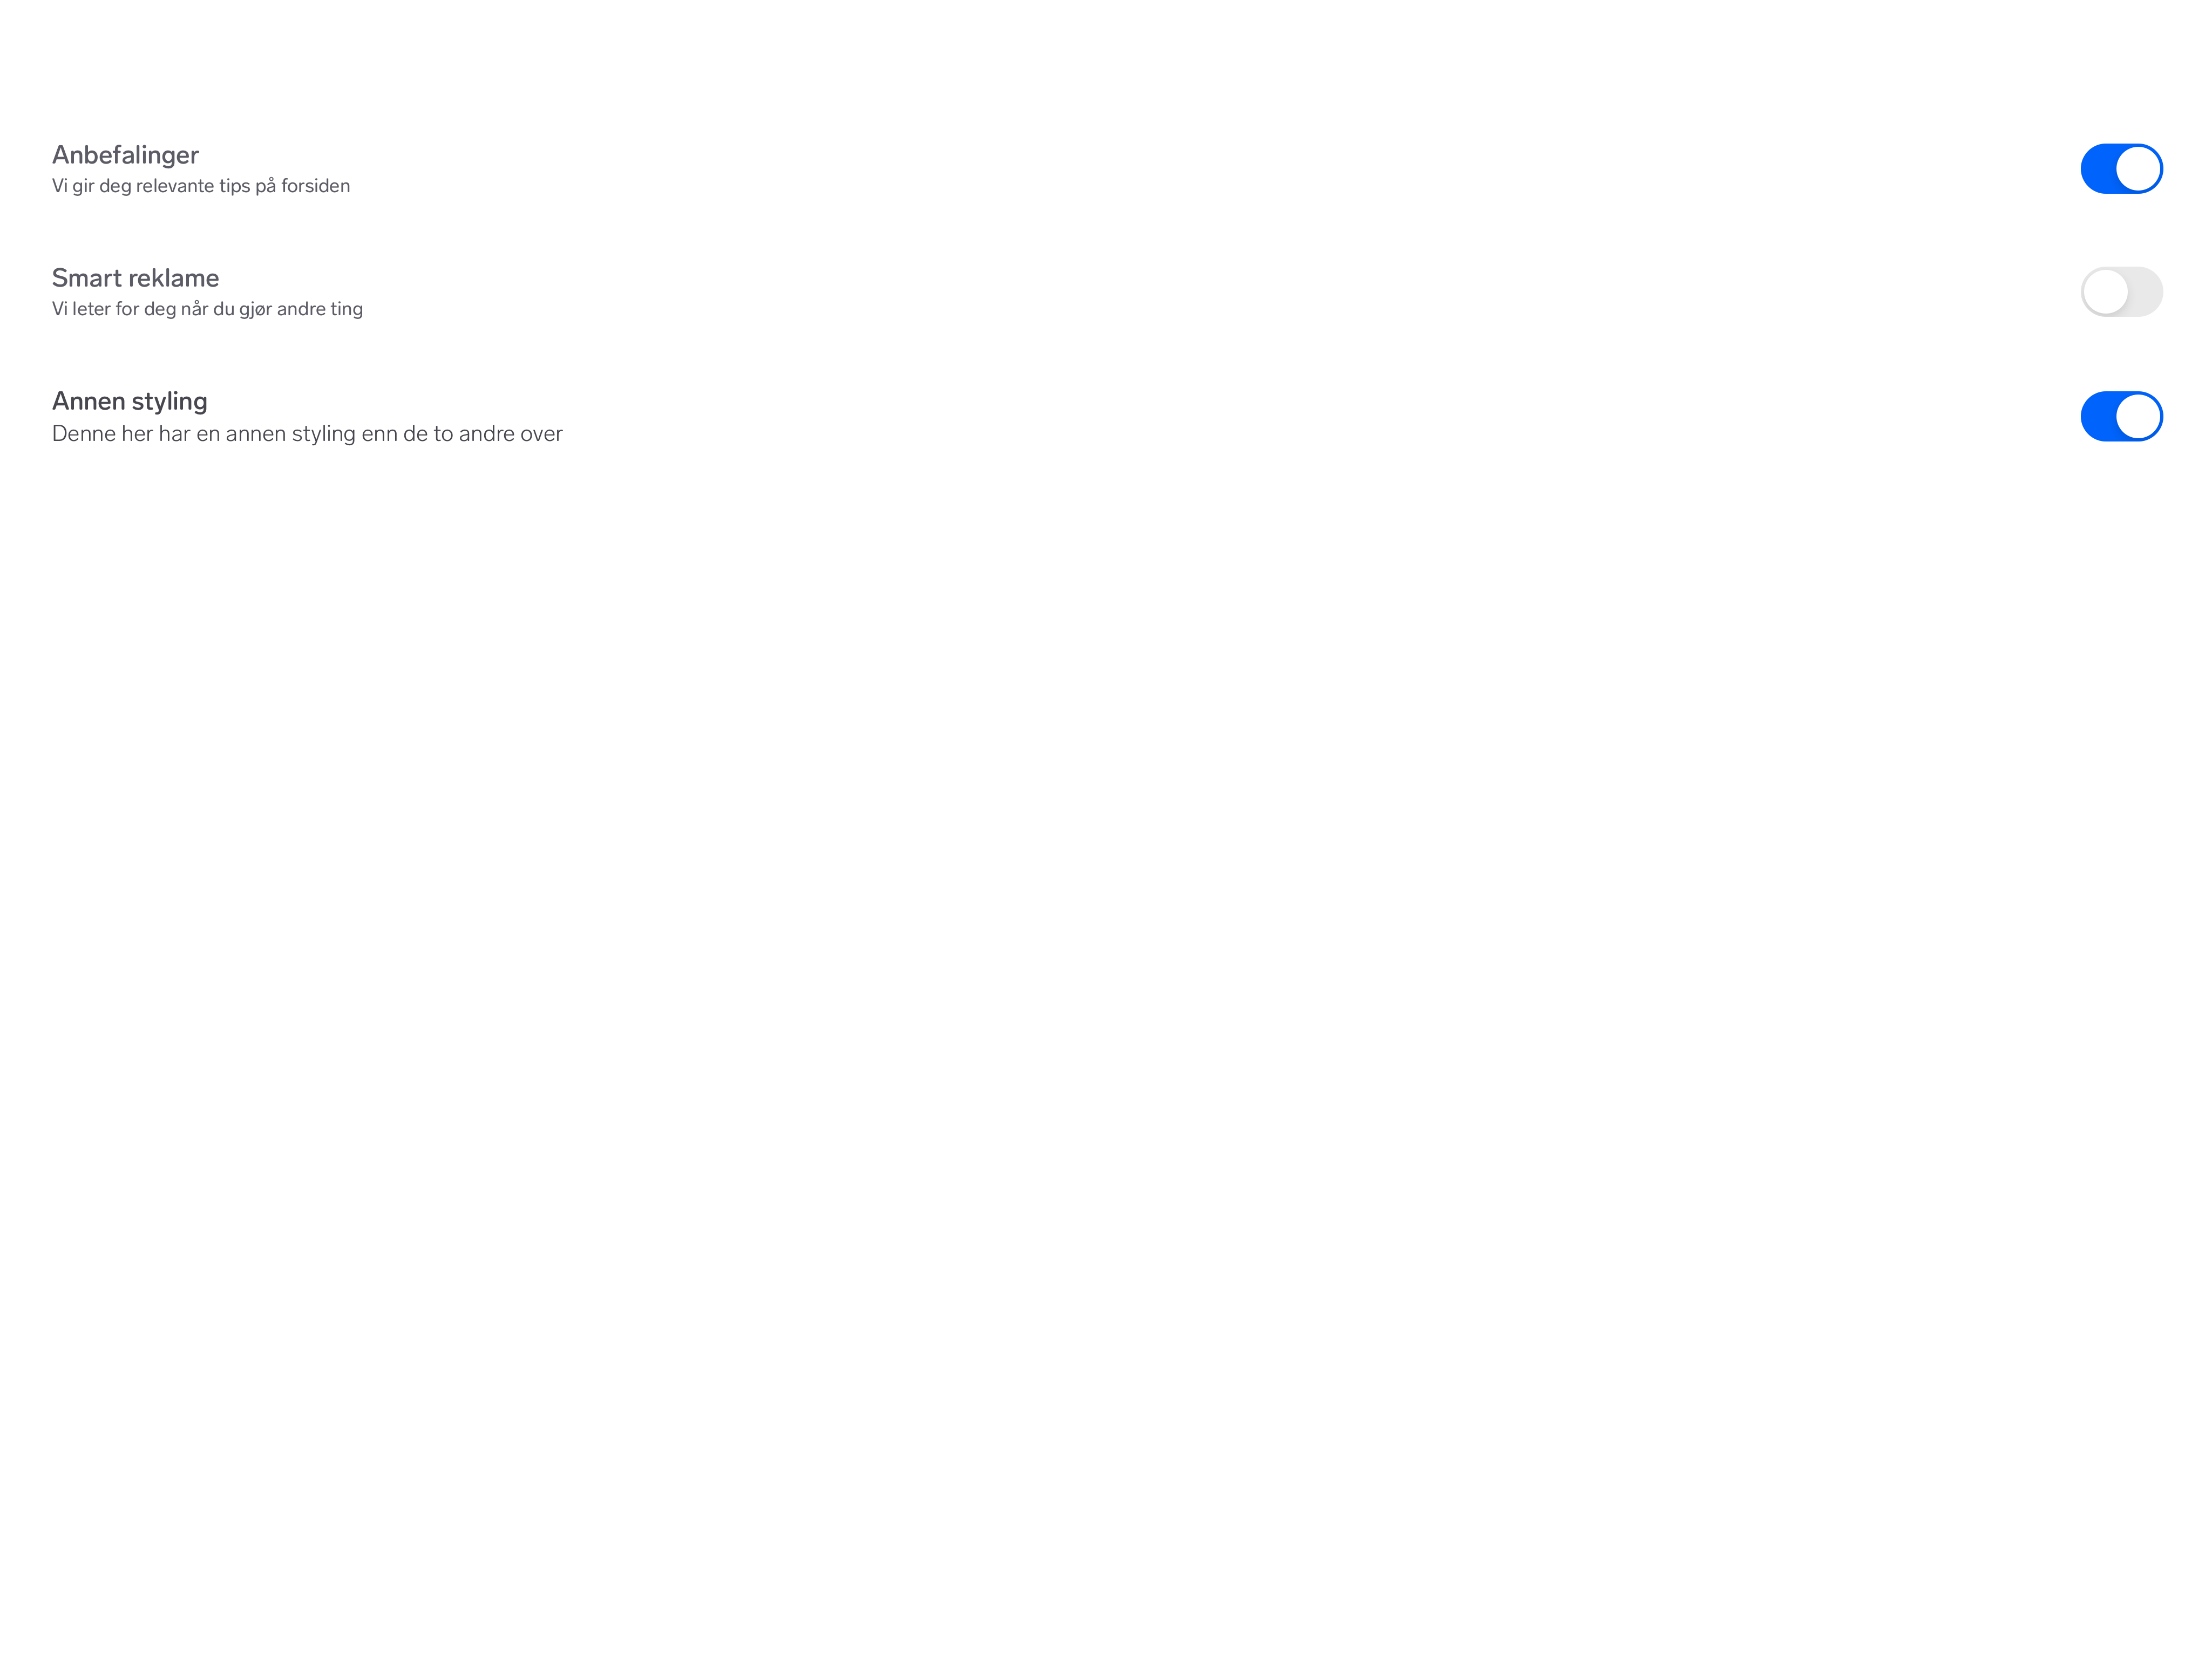 Anbefalinger
Vi gir deg relevante tips på forsiden
Smart reklame
Vi leter for deg når du gjør andre ting
Annen styling
Denne her har en annen styling enn de to andre over